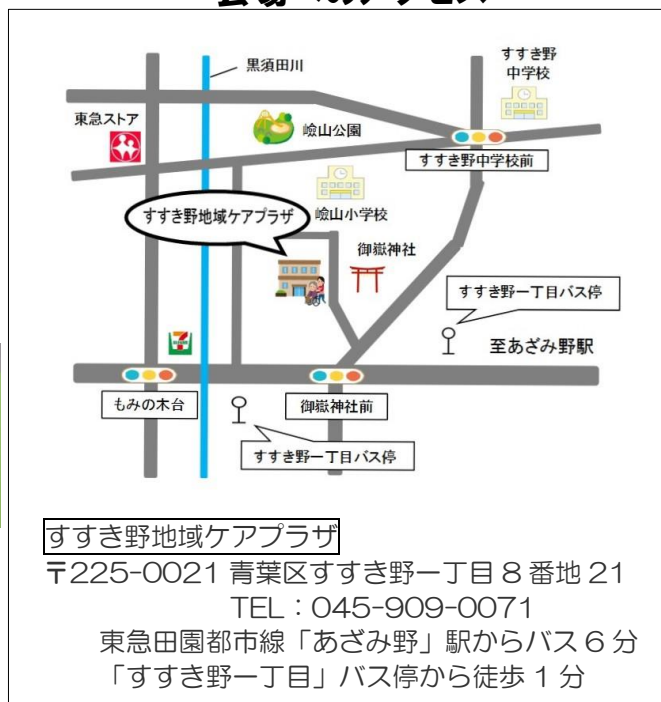 会場へのアクセス
黒須田川
すすき野
中学校
東急ストア
嶮山公園
すすき野中学校前
すすき野地域ケアプラザ
嶮山小学校
御嶽神社
すすき野一丁目バス停
至あざみ野駅
もみの木台
御嶽神社前
すすき野一丁目バス停
すすき野地域ケアプラザ
〒225-0021 青葉区すすき野一丁目8番地21
TEL：045-909-0071
東急田園都市線「あざみ野」駅からバス6分
「すすき野一丁目」バス停から徒歩1分